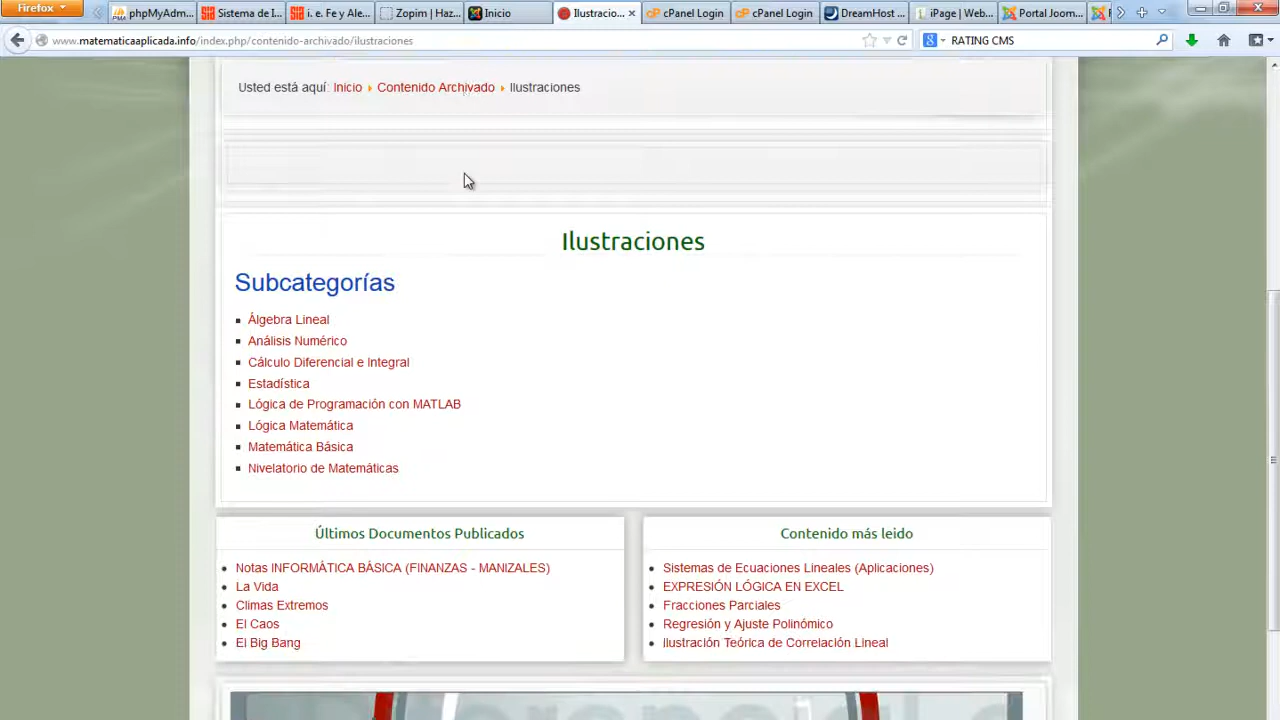 Firefox
phpMyAdm...
Sistema de I...
i. e. Fe y Ale...
Zopim | Haz...
Inicio
Ilustracio...
cPanel Login
cPanel Login
DreamHost ...
iPage | Web...
Portal Joom...
www.matematicaaplicada.info/index.php/contenido-archivado/ilustraciones
RATING CMS
Usted está aquí: Inicio Contenido Archivado Ilustraciones
Ilustraciones
Subcategorías
Álgebra Lineal
Análisis Numérico
Cálculo Diferencial e Integral
Estadística
Lógica de Programación con MATLAB
Lógica Matemática
Matemática Básica
Nivelatorio de Matemáticas
Últimos Documentos Publicados
Notas INFORMÁTICA BÁSICA (FINANZAS - MANIZALES)
La Vida
Climas Extremos
El Caos
El Big Bang
Contenido más leido
Sistemas de Ecuaciones Lineales (Aplicaciones)
EXPRESIÓN LÓGICA EN EXCEL
Fracciones Parciales
Regresión y Ajuste Polinómico
Ilustración Teórica de Correlación Lineal